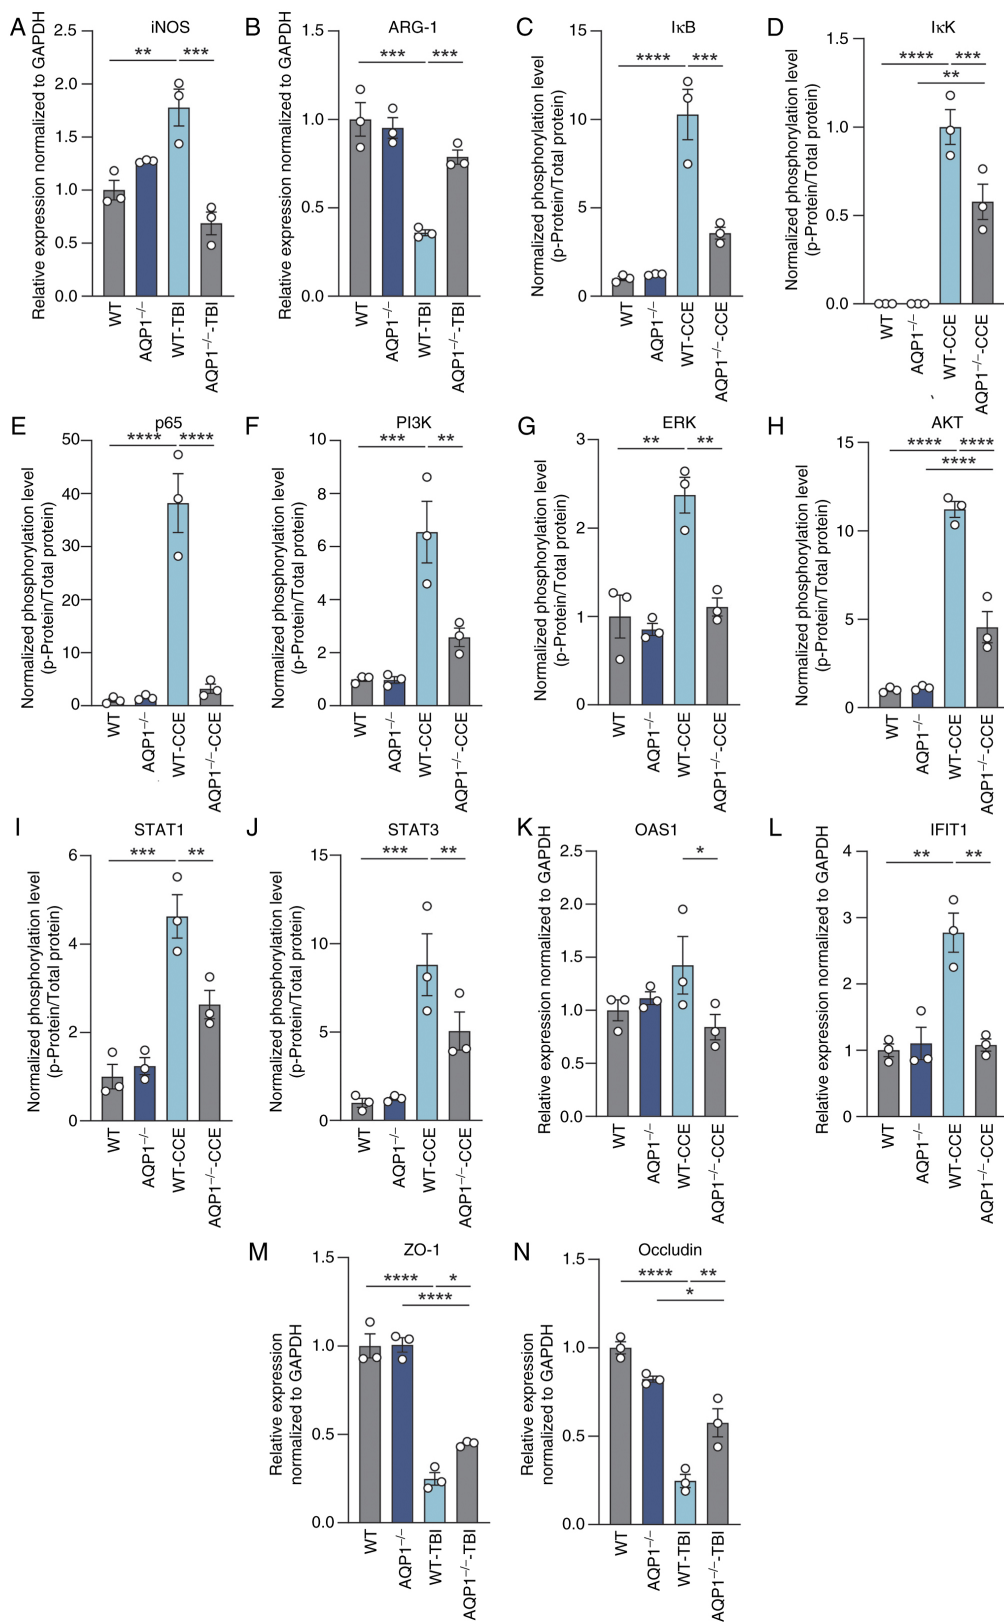 A
iNOS
Relative expression normalized to GAPDH
2.5
2.0
1.5
1.0
0.5
0.0
** ***
WT
AQP1⁻/⁻
WT-TBI
AQP1⁻/⁻-TBI
B
ARG-1
Relative expression normalized to GAPDH
1.5
1.0
0.5
0.0
*** ***
WT
AQP1⁻/⁻
WT-TBI
AQP1⁻/⁻-TBI
C
IκB
Normalized phosphorylation level
(p-Protein/Total protein)
15
10
5
0
**** ***
WT
AQP1⁻/⁻
WT-CCE
AQP1⁻/⁻-CCE
D
IκK
Normalized phosphorylation level
(p-Protein/Total protein)
1.5
1.0
0.5
0.0
**** ***
**
WT
AQP1⁻/⁻
WT-CCE
AQP1⁻/⁻-CCE
E
p65
Normalized phosphorylation level
(p-Protein/Total protein)
50
40
30
20
10
0
**** ****
WT
AQP1⁻/⁻
WT-CCE
AQP1⁻/⁻-CCE
F
PI3K
Normalized phosphorylation level
(p-Protein/Total protein)
10
8
6
4
2
0
*** **
WT
AQP1⁻/⁻
WT-CCE
AQP1⁻/⁻-CCE
G
ERK
Normalized phosphorylation level
(p-Protein/Total protein)
3
2
1
0
** **
WT
AQP1⁻/⁻
WT-CCE
AQP1⁻/⁻-CCE
H
AKT
Normalized phosphorylation level
(p-Protein/Total protein)
15
10
5
0
**** ****
****
WT
AQP1⁻/⁻
WT-CCE
AQP1⁻/⁻-CCE
I
STAT1
Normalized phosphorylation level
(p-Protein/Total protein)
6
4
2
0
*** **
WT
AQP1⁻/⁻
WT-CCE
AQP1⁻/⁻-CCE
J
STAT3
Normalized phosphorylation level
(p-Protein/Total protein)
15
10
5
0
*** **
WT
AQP1⁻/⁻
WT-CCE
AQP1⁻/⁻-CCE
K
OAS1
Relative expression normalized to GAPDH
2.5
2.0
1.5
1.0
0.5
0.0
*
WT
AQP1⁻/⁻
WT-CCE
AQP1⁻/⁻-CCE
L
IFIT1
Relative expression normalized to GAPDH
4
3
2
1
0
** **
WT
AQP1⁻/⁻
WT-CCE
AQP1⁻/⁻-CCE
M
ZO-1
Relative expression
normalized to GAPDH
1.5
1.0
0.5
0.0
**** *
****
WT
AQP1⁻/⁻
WT-TBI
AQP1⁻/⁻-TBI
N
Occludin
Relative expression
normalized to GAPDH
1.5
1.0
0.5
0.0
**** **
*
WT
AQP1⁻/⁻
WT-TBI
AQP1⁻/⁻-TBI